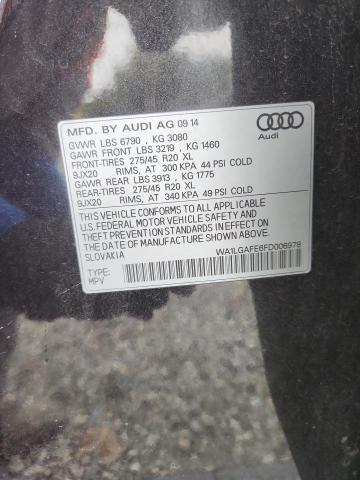 MFD. BY AUDI AG 09 14
GVWR LBS 6790 , KG 3080
GAWR FRONT LBS 3219 , KG 1460
FRONT-TIRES 275/45 R20 XL
9JX20 RIMS, AT 300 KPA 44 PSI COLD
GAWR REAR LBS 3913 , KG 1775
REAR-TIRES 275/45 R20 XL
9JX20 RIMS, AT 340 KPA 49 PSI COLD
THIS VEHICLE CONFORMS TO ALL APPLICABLE
U.S. FEDERAL MOTOR VEHICLE SAFETY AND
THEFT PREVENTION STANDARDS IN EFFECT ON
THE DATE OF MANUFACTURE SHOWN ABOVE.
SLOVAKIA
WA1LGAFE6FD006978
TYPE:
MPV
Audi